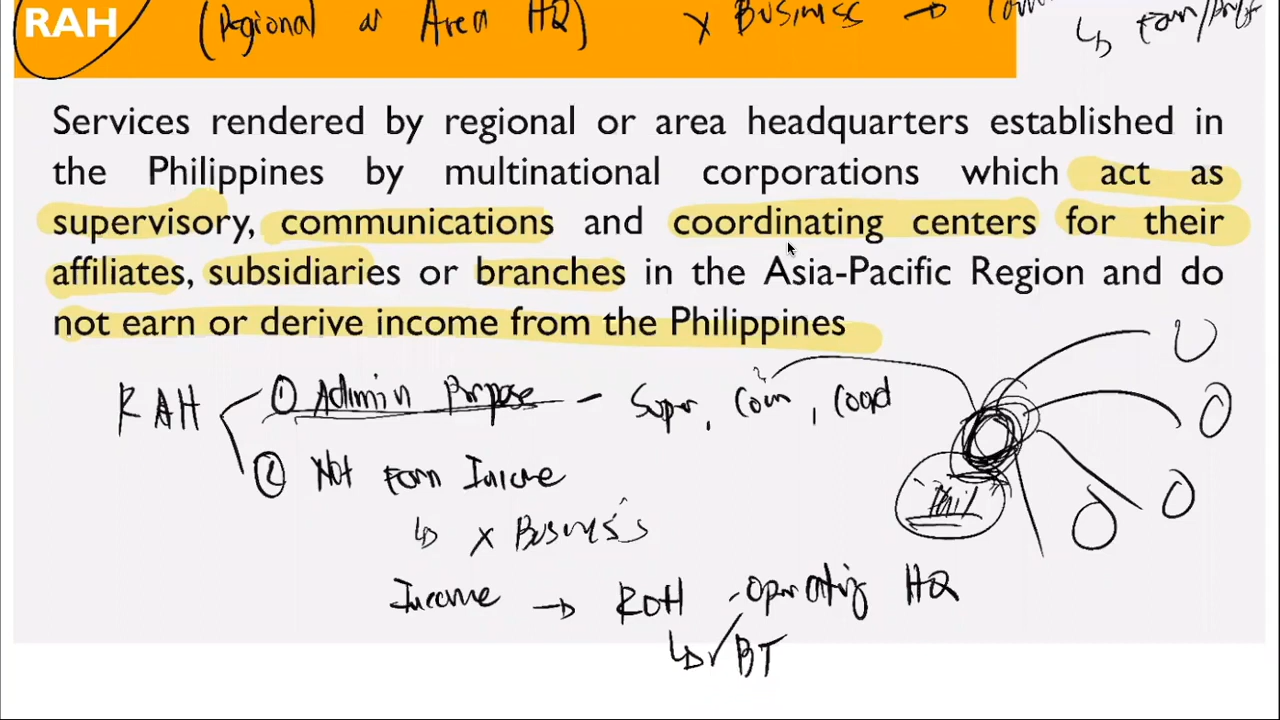 RAH (Regional or Area HQ) x Business →
↳ Earn/Profit
Services rendered by regional or area headquarters established in
the Philippines by multinational corporations which act as
supervisory, communications and coordinating centers for their
affiliates, subsidiaries or branches in the Asia-Pacific Region and do
not earn or derive income from the Philippines
RAH ① Admin Purpose - Super, Com, Coord
② Not Earn Income
↳ x Business
Phil
Income → ROH - Operating HQ
↳ ✓ BT